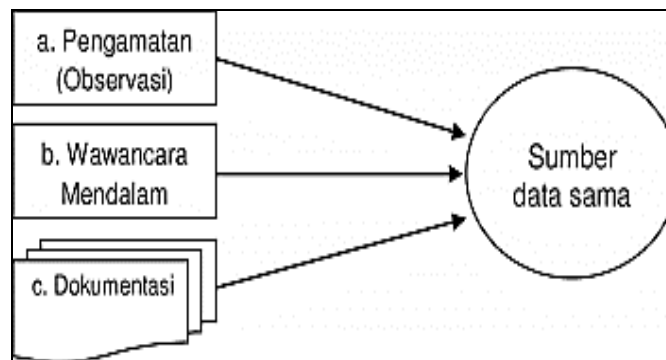 a. Pengamatan
(Observasi)
b. Wawancara
Mendalam
c. Dokumentasi
Sumber
data sama